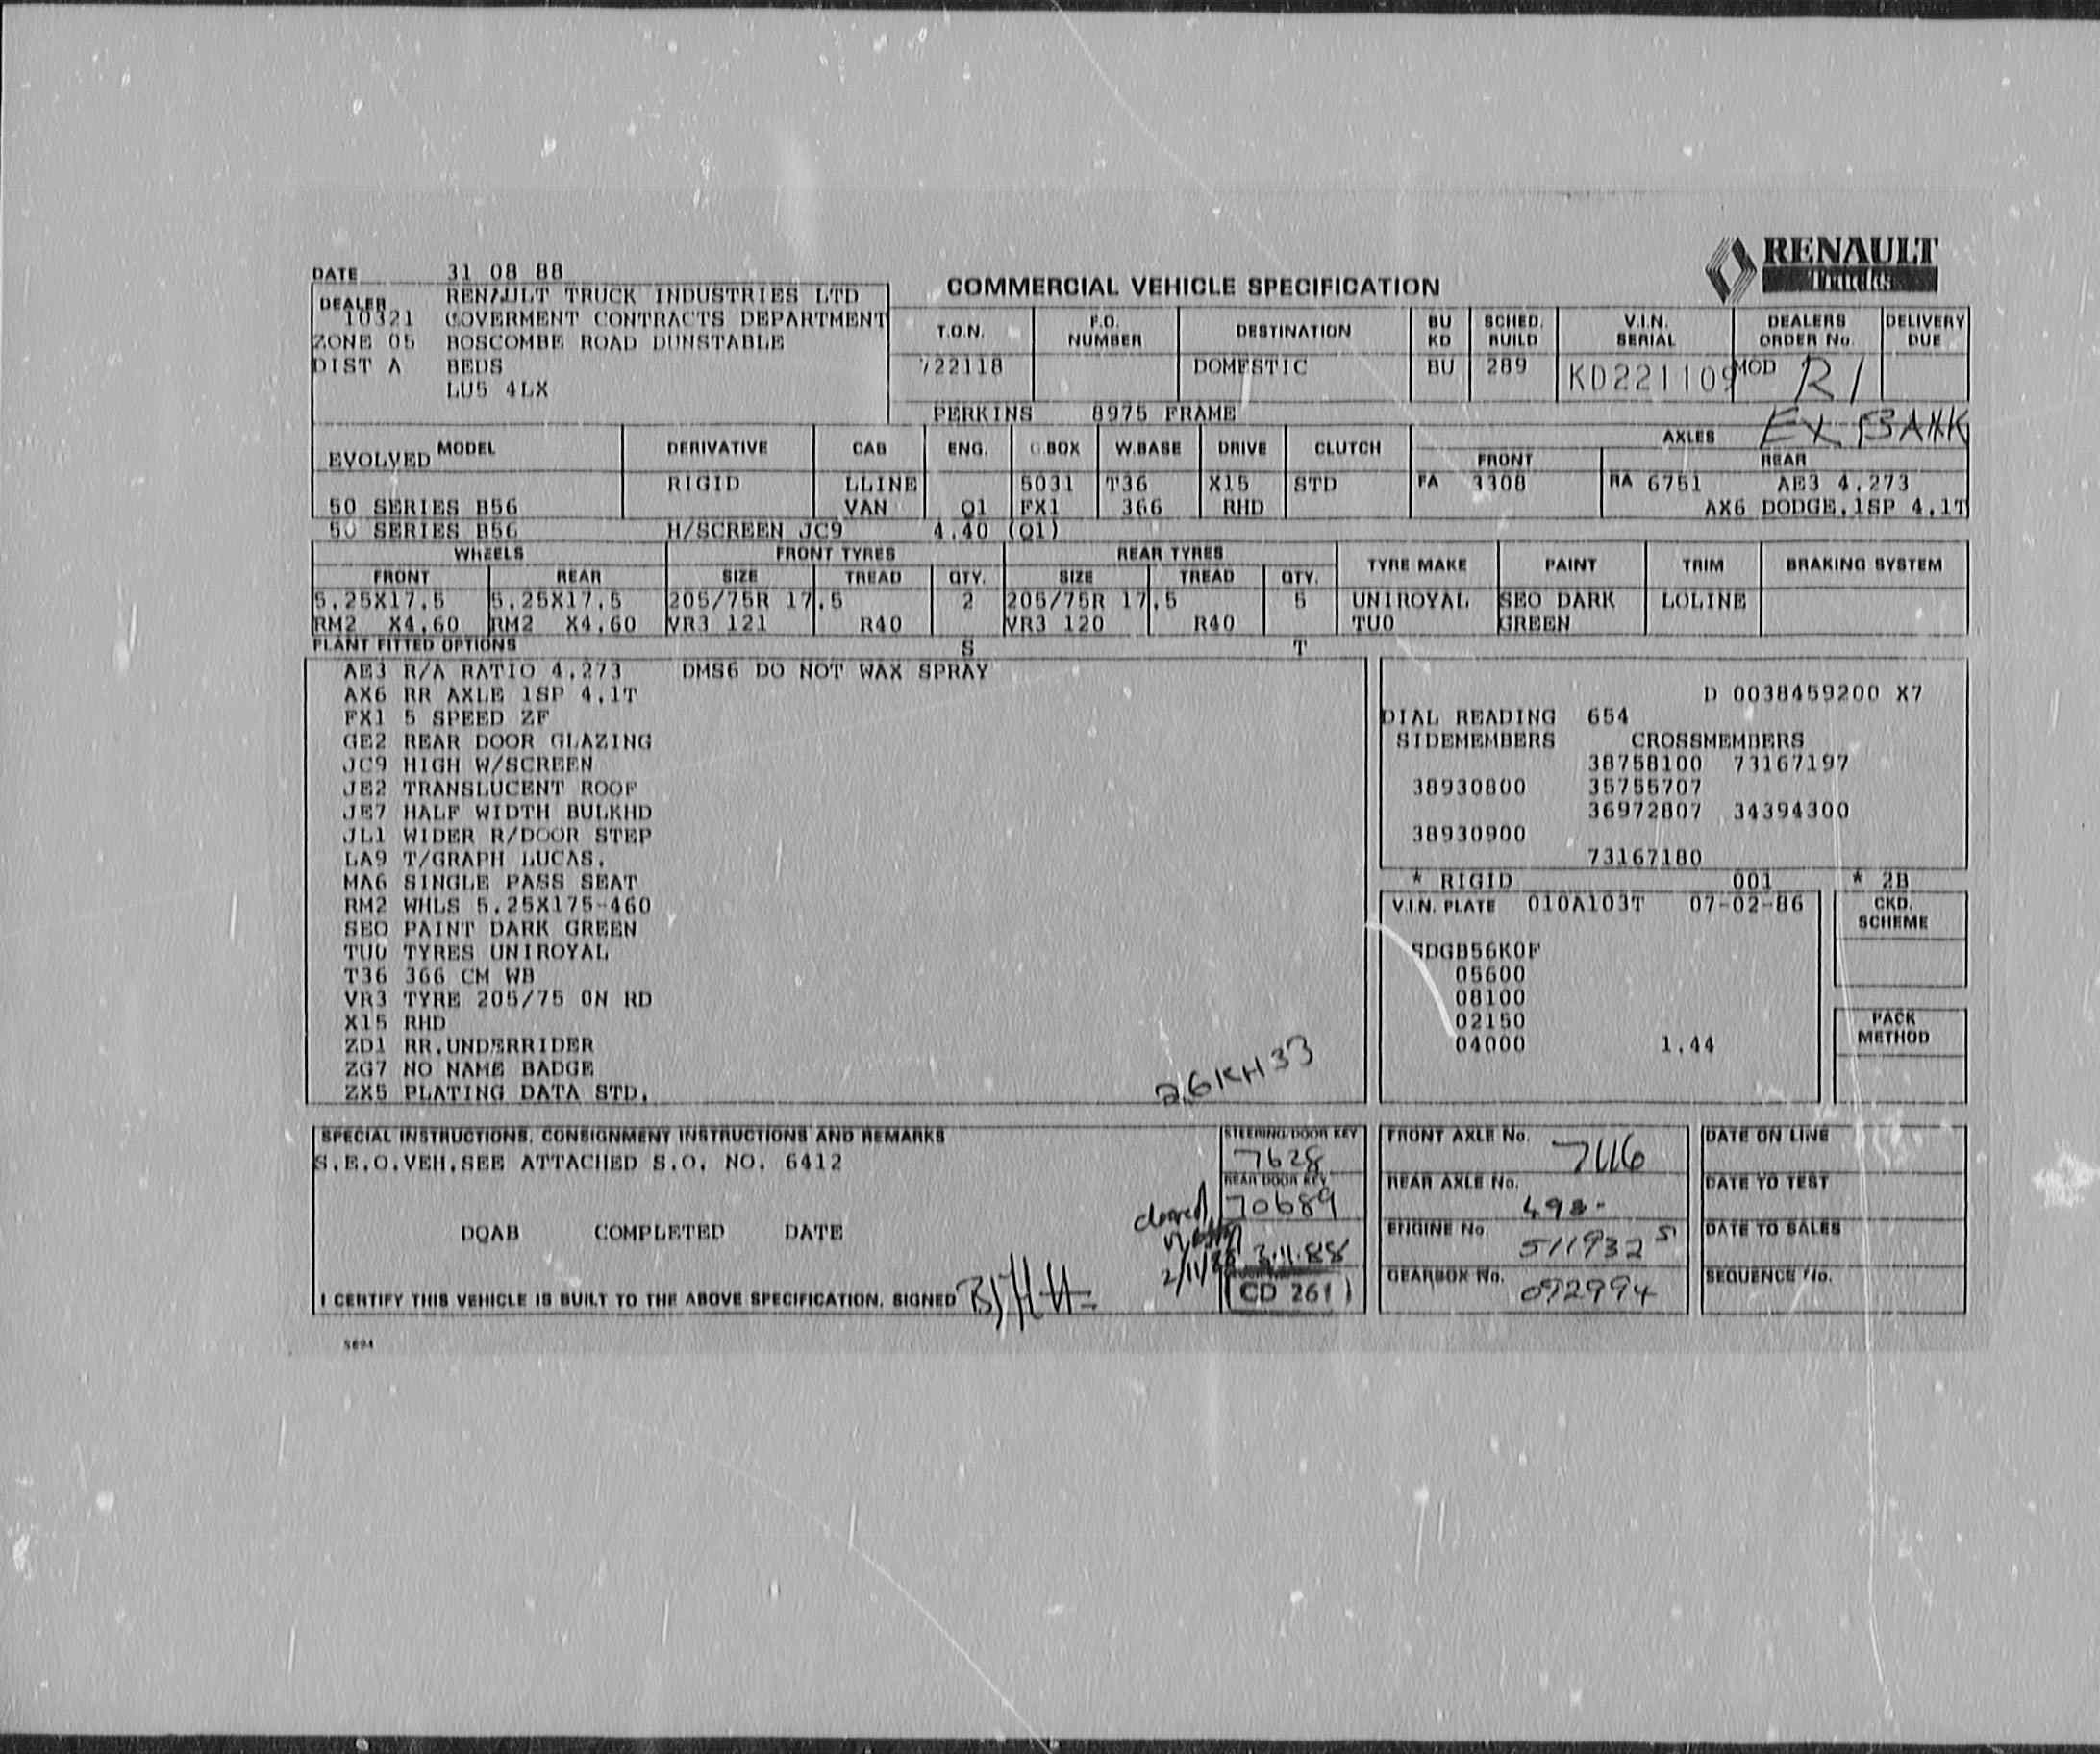 RENAULT
Trucks
DATE 31 08 88
COMMERCIAL VEHICLE SPECIFICATION
DEALER RENAULT TRUCK INDUSTRIES LTD
10321 GOVERMENT CONTRACTS DEPARTMENT
ZONE 05 BOSCOMBE ROAD DUNSTABLE
DIST A BEDS
LU5 4LX
T.O.N. F.O. NUMBER DESTINATION BU KD SCHED. BUILD V.I.N. SERIAL DEALERS ORDER No. DELIVERY DUE
722118 DOMESTIC BU 289 KD221109 MOD R1
PERKINS 8975 FRAME EX BANK
MODEL DERIVATIVE CAB ENG. G.BOX W.BASE DRIVE CLUTCH AXLES
EVOLVED FRONT REAR
RIGID LLINE 5031 T36 X15 STD FA 3308 RA 6751 AE3 4.273
50 SERIES B56 VAN Q1 FX1 366 RHD AX6 DODGE,1SP 4.1T
50 SERIES B56 H/SCREEN JC9 4.40 (Q1)
WHEELS FRONT TYRES REAR TYRES TYRE MAKE PAINT TRIM BRAKING SYSTEM
FRONT REAR SIZE TREAD QTY. SIZE TREAD QTY.
5.25X17.5 5.25X17.5 205/75R 17.5 2 205/75R 17.5 5 UNIROYAL SEO DARK LOLINE
RM2 X4.60 RM2 X4.60 VR3 121 R40 VR3 120 R40 TUO GREEN
PLANT FITTED OPTIONS S T
AE3 R/A RATIO 4.273 DMS6 DO NOT WAX SPRAY
AX6 RR AXLE 1SP 4.1T
FX1 5 SPEED ZF
GE2 REAR DOOR GLAZING
JC9 HIGH W/SCREEN
JE2 TRANSLUCENT ROOF
JE7 HALF WIDTH BULKHD
JL1 WIDER R/DOOR STEP
LA9 T/GRAPH LUCAS.
MA6 SINGLE PASS SEAT
RM2 WHLS 5.25X175-460
SEO PAINT DARK GREEN
TUO TYRES UNIROYAL
T36 366 CM WB
VR3 TYRE 205/75 ON RD
X15 RHD
ZD1 RR.UNDERRIDER
ZG7 NO NAME BADGE
ZX5 PLATING DATA STD.
26KH33
D 0038459200 X7
DIAL READING 654
SIDEMEMBERS CROSSMEMBERS
38758100 73167197
38930800 35755707
36972807 34394300
38930900
73167180
* RIGID 001 * 2B
V.I.N. PLATE 010A103T 07-02-86
CKD. SCHEME
SDGB56K0F
05600
08100
02150
04000 1.44
PACK METHOD
SPECIAL INSTRUCTIONS, CONSIGNMENT INSTRUCTIONS AND REMARKS
S.E.O.VEH.SEE ATTACHED S.O. NO. 6412
DQAB COMPLETED DATE
I CERTIFY THIS VEHICLE IS BUILT TO THE ABOVE SPECIFICATION. SIGNED
STEERING/DOOR KEY
7628
REAR DOOR KEY
70689
cleared
2/11/88
3.11.88
CD 261
FRONT AXLE No.
REAR AXLE No.
ENGINE No. 511932 S
GEARBOX No. 092994
DATE ON LINE
DATE TO TEST
DATE TO SALES
SEQUENCE No.
5694